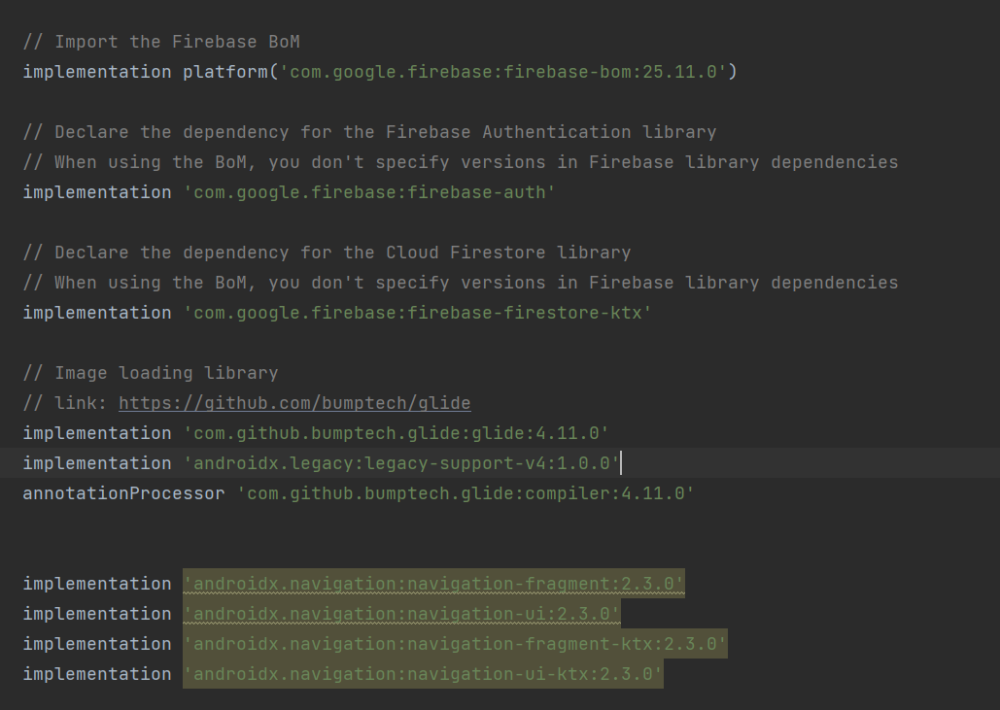 // Import the Firebase BoM
implementation platform('com.google.firebase:firebase-bom:25.11.0')
// Declare the dependency for the Firebase Authentication library
// When using the BoM, you don't specify versions in Firebase library dependencies
implementation 'com.google.firebase:firebase-auth'
// Declare the dependency for the Cloud Firestore library
// When using the BoM, you don't specify versions in Firebase library dependencies
implementation 'com.google.firebase:firebase-firestore-ktx'
// Image loading library
// link: https://github.com/bumptech/glide
implementation 'com.github.bumptech.glide:glide:4.11.0'
implementation 'androidx.legacy:legacy-support-v4:1.0.0'
annotationProcessor 'com.github.bumptech.glide:compiler:4.11.0'
implementation 'androidx.navigation:navigation-fragment:2.3.0'
implementation 'androidx.navigation:navigation-ui:2.3.0'
implementation 'androidx.navigation:navigation-fragment-ktx:2.3.0'
implementation 'androidx.navigation:navigation-ui-ktx:2.3.0'